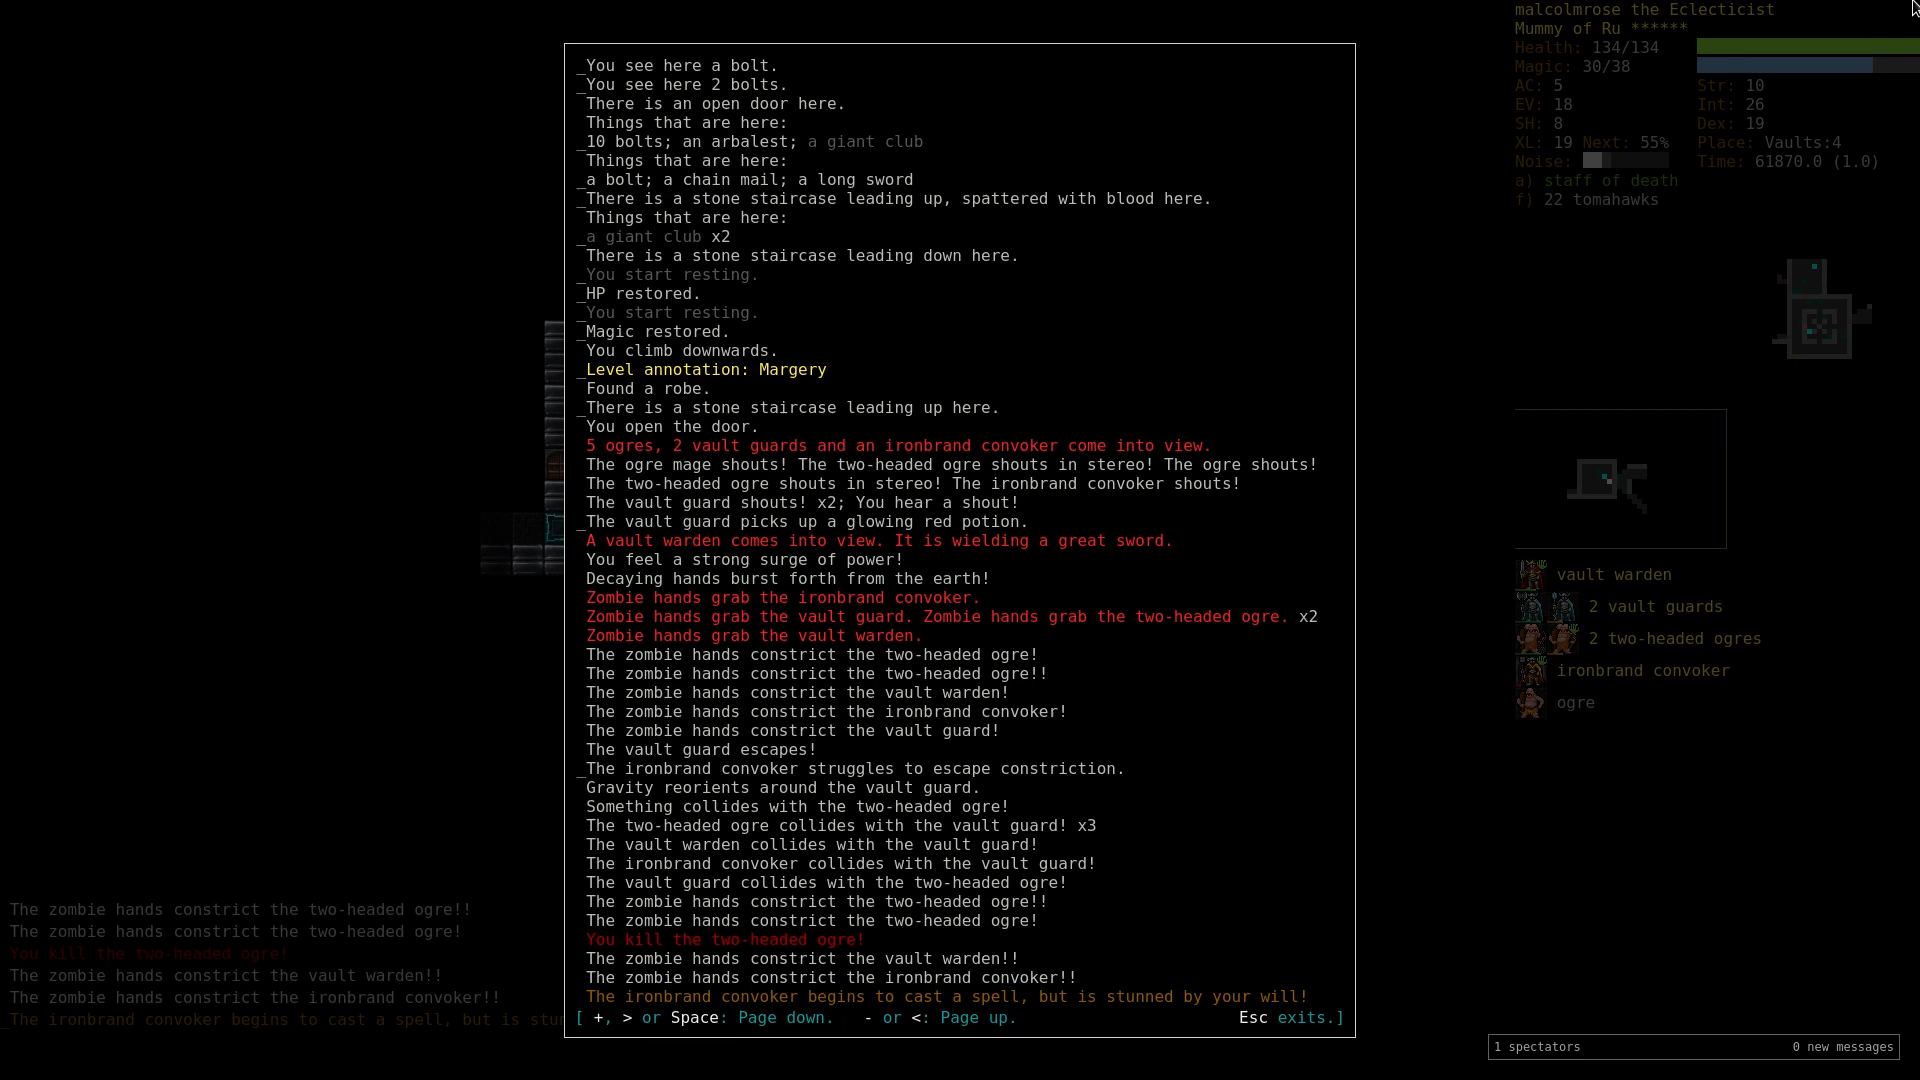 _You see here a bolt.
_You see here 2 bolts.
There is an open door here.
Things that are here:
_10 bolts; an arbalest; a giant club
Things that are here:
_a bolt; a chain mail; a long sword
_There is a stone staircase leading up, spattered with blood here.
Things that are here:
_a giant club x2
There is a stone staircase leading down here.
_You start resting.
_HP restored.
_You start resting.
_Magic restored.
You climb downwards.
_Level annotation: Margery
Found a robe.
_There is a stone staircase leading up here.
You open the door.
5 ogres, 2 vault guards and an ironbrand convoker come into view.
The ogre mage shouts! The two-headed ogre shouts in stereo! The ogre shouts!
The two-headed ogre shouts in stereo! The ironbrand convoker shouts!
The vault guard shouts! x2; You hear a shout!
_The vault guard picks up a glowing red potion.
A vault warden comes into view. It is wielding a great sword.
You feel a strong surge of power!
Decaying hands burst forth from the earth!
Zombie hands grab the ironbrand convoker.
Zombie hands grab the vault guard. Zombie hands grab the two-headed ogre. x2
Zombie hands grab the vault warden.
The zombie hands constrict the two-headed ogre!
The zombie hands constrict the two-headed ogre!!
The zombie hands constrict the vault warden!
The zombie hands constrict the ironbrand convoker!
The zombie hands constrict the vault guard!
The vault guard escapes!
_The ironbrand convoker struggles to escape constriction.
Gravity reorients around the vault guard.
Something collides with the two-headed ogre!
The two-headed ogre collides with the vault guard! x3
The vault warden collides with the vault guard!
The ironbrand convoker collides with the vault guard!
The vault guard collides with the two-headed ogre!
The zombie hands constrict the two-headed ogre!!
The zombie hands constrict the two-headed ogre!
You kill the two-headed ogre!
The zombie hands constrict the vault warden!!
The zombie hands constrict the ironbrand convoker!!
The ironbrand convoker begins to cast a spell, but is stunned by your will!
[ +, > or Space: Page down.   - or <: Page up.   Esc exits.]
malcolmrose the Eclecticist
Mummy of Ru ******
Health: 134/134
Magic: 30/38
AC: 5 Str: 10
EV: 18 Int: 26
SH: 8 Dex: 19
XL: 19 Next: 55% Place: Vaults:4
Noise: Time: 61870.0 (1.0)
a) staff of death
f) 22 tomahawks
vault warden
2 vault guards
2 two-headed ogres
ironbrand convoker
ogre
The zombie hands constrict the two-headed ogre!!
The zombie hands constrict the two-headed ogre!
You kill the two-headed ogre!
The zombie hands constrict the vault warden!!
The zombie hands constrict the ironbrand convoker!!
_The ironbrand convoker begins to cast a spell, but is stun
1 spectators 0 new messages